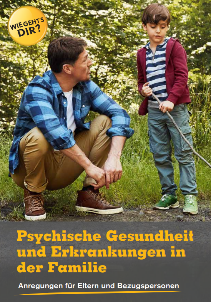 WIE GEHT'S
DIR?
Psychische Gesundheit
und Erkrankungen in
der Familie
Anregungen für Eltern und Bezugspersonen